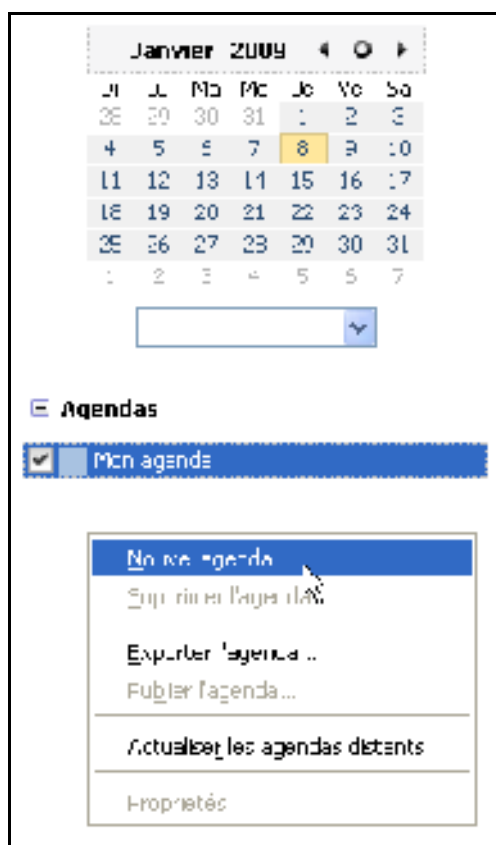 Janvier 2009
Di Lu Ma Me Je Ve Sa
28 29 30 31 1 2 3
4 5 6 7 8 9 10
11 12 13 14 15 16 17
18 19 20 21 22 23 24
25 26 27 28 29 30 31
1 2 3 4 5 6 7
Agendas
Mon agenda
Nouvel agenda
Supprimer l'agenda
Exporter l'agenda...
Publier l'agenda...
Actualiser les agendas distants
Propriétés